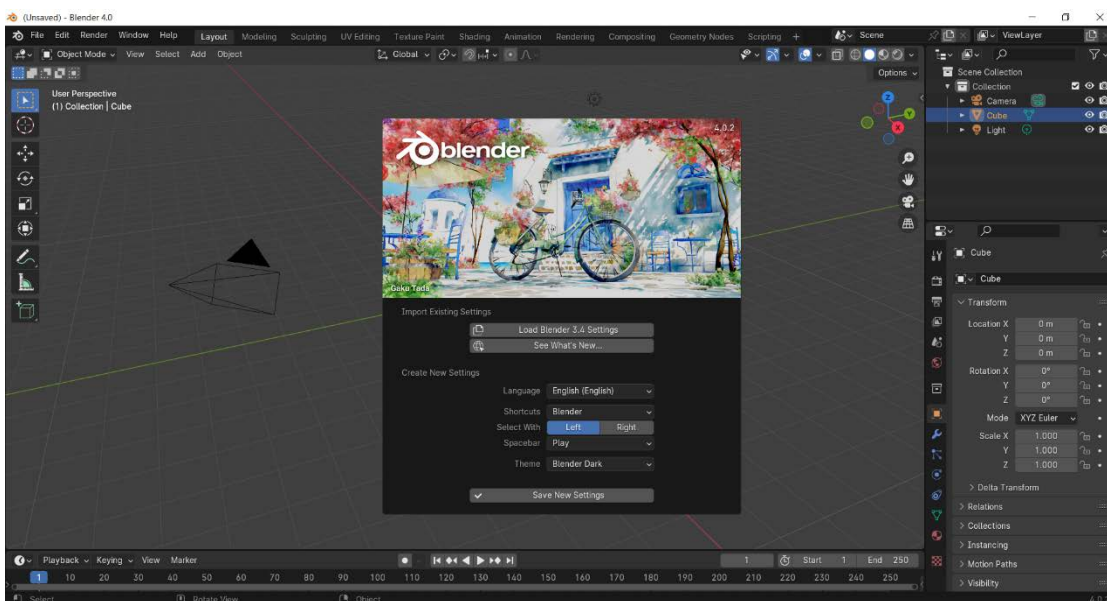 (Unsaved) - Blender 4.0
File Edit Render Window Help Layout Modeling Sculpting UV Editing Texture Paint Shading Animation Rendering Compositing Geometry Nodes Scripting + Scene ViewLayer
Object Mode View Select Add Object Global
Options
User Perspective
(1) Collection | Cube
Z
Y
X
Scene Collection
Collection
Camera
Cube
Light
4.0.2
blender
Gaku Tada
Import Existing Settings
Load Blender 3.4 Settings
See What's New...
Create New Settings
Language English (English)
Shortcuts Blender
Select With Left Right
Spacebar Play
Theme Blender Dark
Save New Settings
Cube
Cube
Transform
Location X 0 m
Y 0 m
Z 0 m
Rotation X 0°
Y 0°
Z 0°
Mode XYZ Euler
Scale X 1.000
Y 1.000
Z 1.000
Delta Transform
Relations
Collections
Instancing
Motion Paths
Visibility
Playback Keying View Marker 1 Start 1 End 250
1 10 20 30 40 50 60 70 80 90 100 110 120 130 140 150 160 170 180 190 200 210 220 230 240 250
Select Rotate View Object